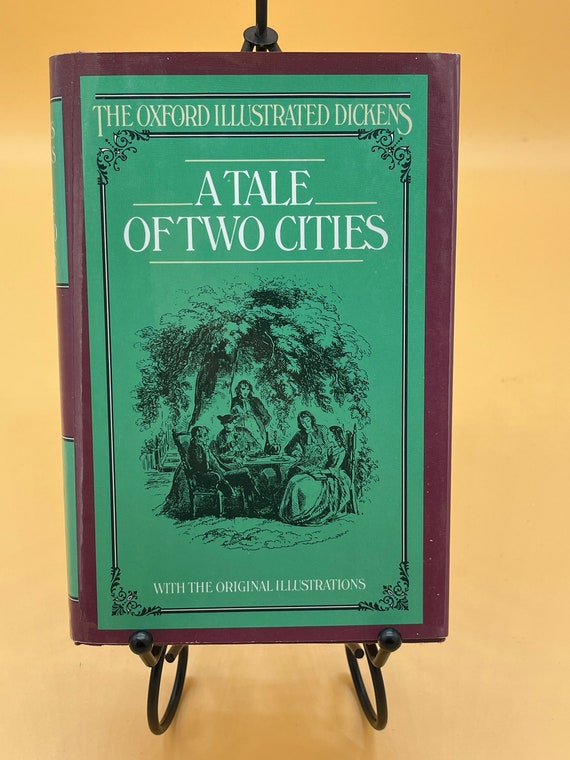 THE OXFORD ILLUSTRATED DICKENS
A TALE
OF TWO CITIES
WITH THE ORIGINAL ILLUSTRATIONS